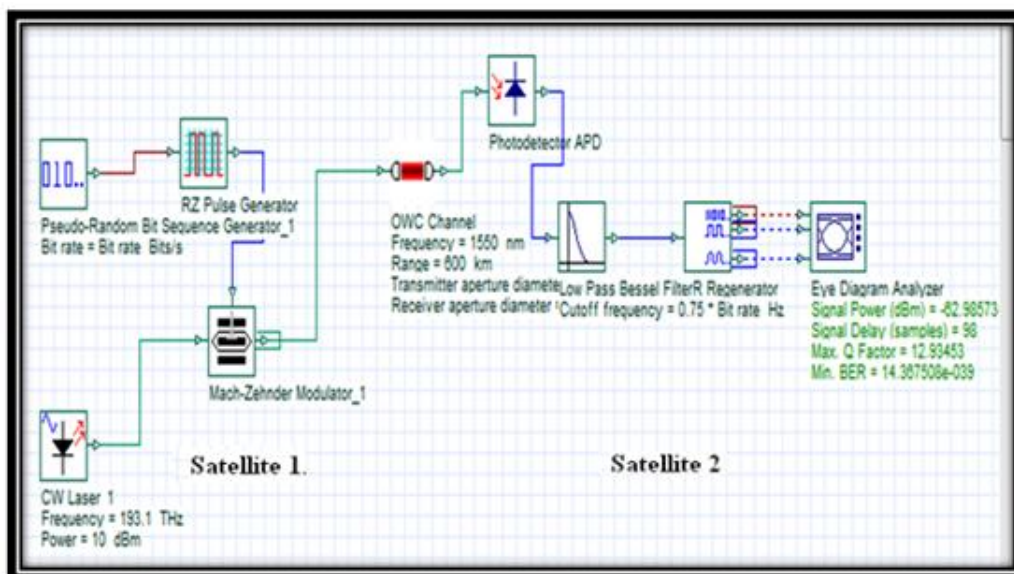 010..
RZ Pulse Generator
Pseudo-Random Bit Sequence Generator_1
Bit rate = Bit rate Bits/s
Mach-Zehnder Modulator_1
CW Laser 1
Frequency = 193.1 THz
Power = 10 dBm
Satellite 1.
OWC Channel
Frequency = 1550 nm
Range = 600 km
Transmitter aperture diamete
Receiver aperture diameter
Photodetector APD
Low Pass Bessel Filter
Cutoff frequency = 0.75 * Bit rate Hz
R Regenerator
Eye Diagram Analyzer
Signal Power (dBm) = -62.98573
Signal Delay (samples) = 98
Max. Q Factor = 12.93453
Min. BER = 14.367508e-039
Satellite 2